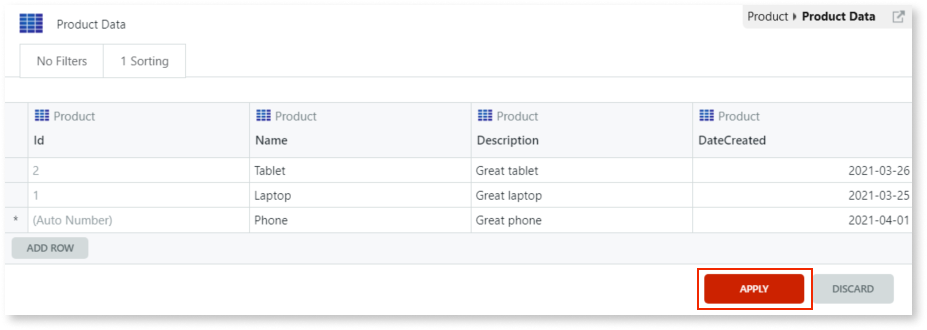 Product Data
Product ▸ Product Data
No Filters 1 Sorting
Product Product Product Product
Id Name Description DateCreated
2 Tablet Great tablet 2021-03-26
1 Laptop Great laptop 2021-03-25
* (Auto Number) Phone Great phone 2021-04-01
ADD ROW
APPLY DISCARD